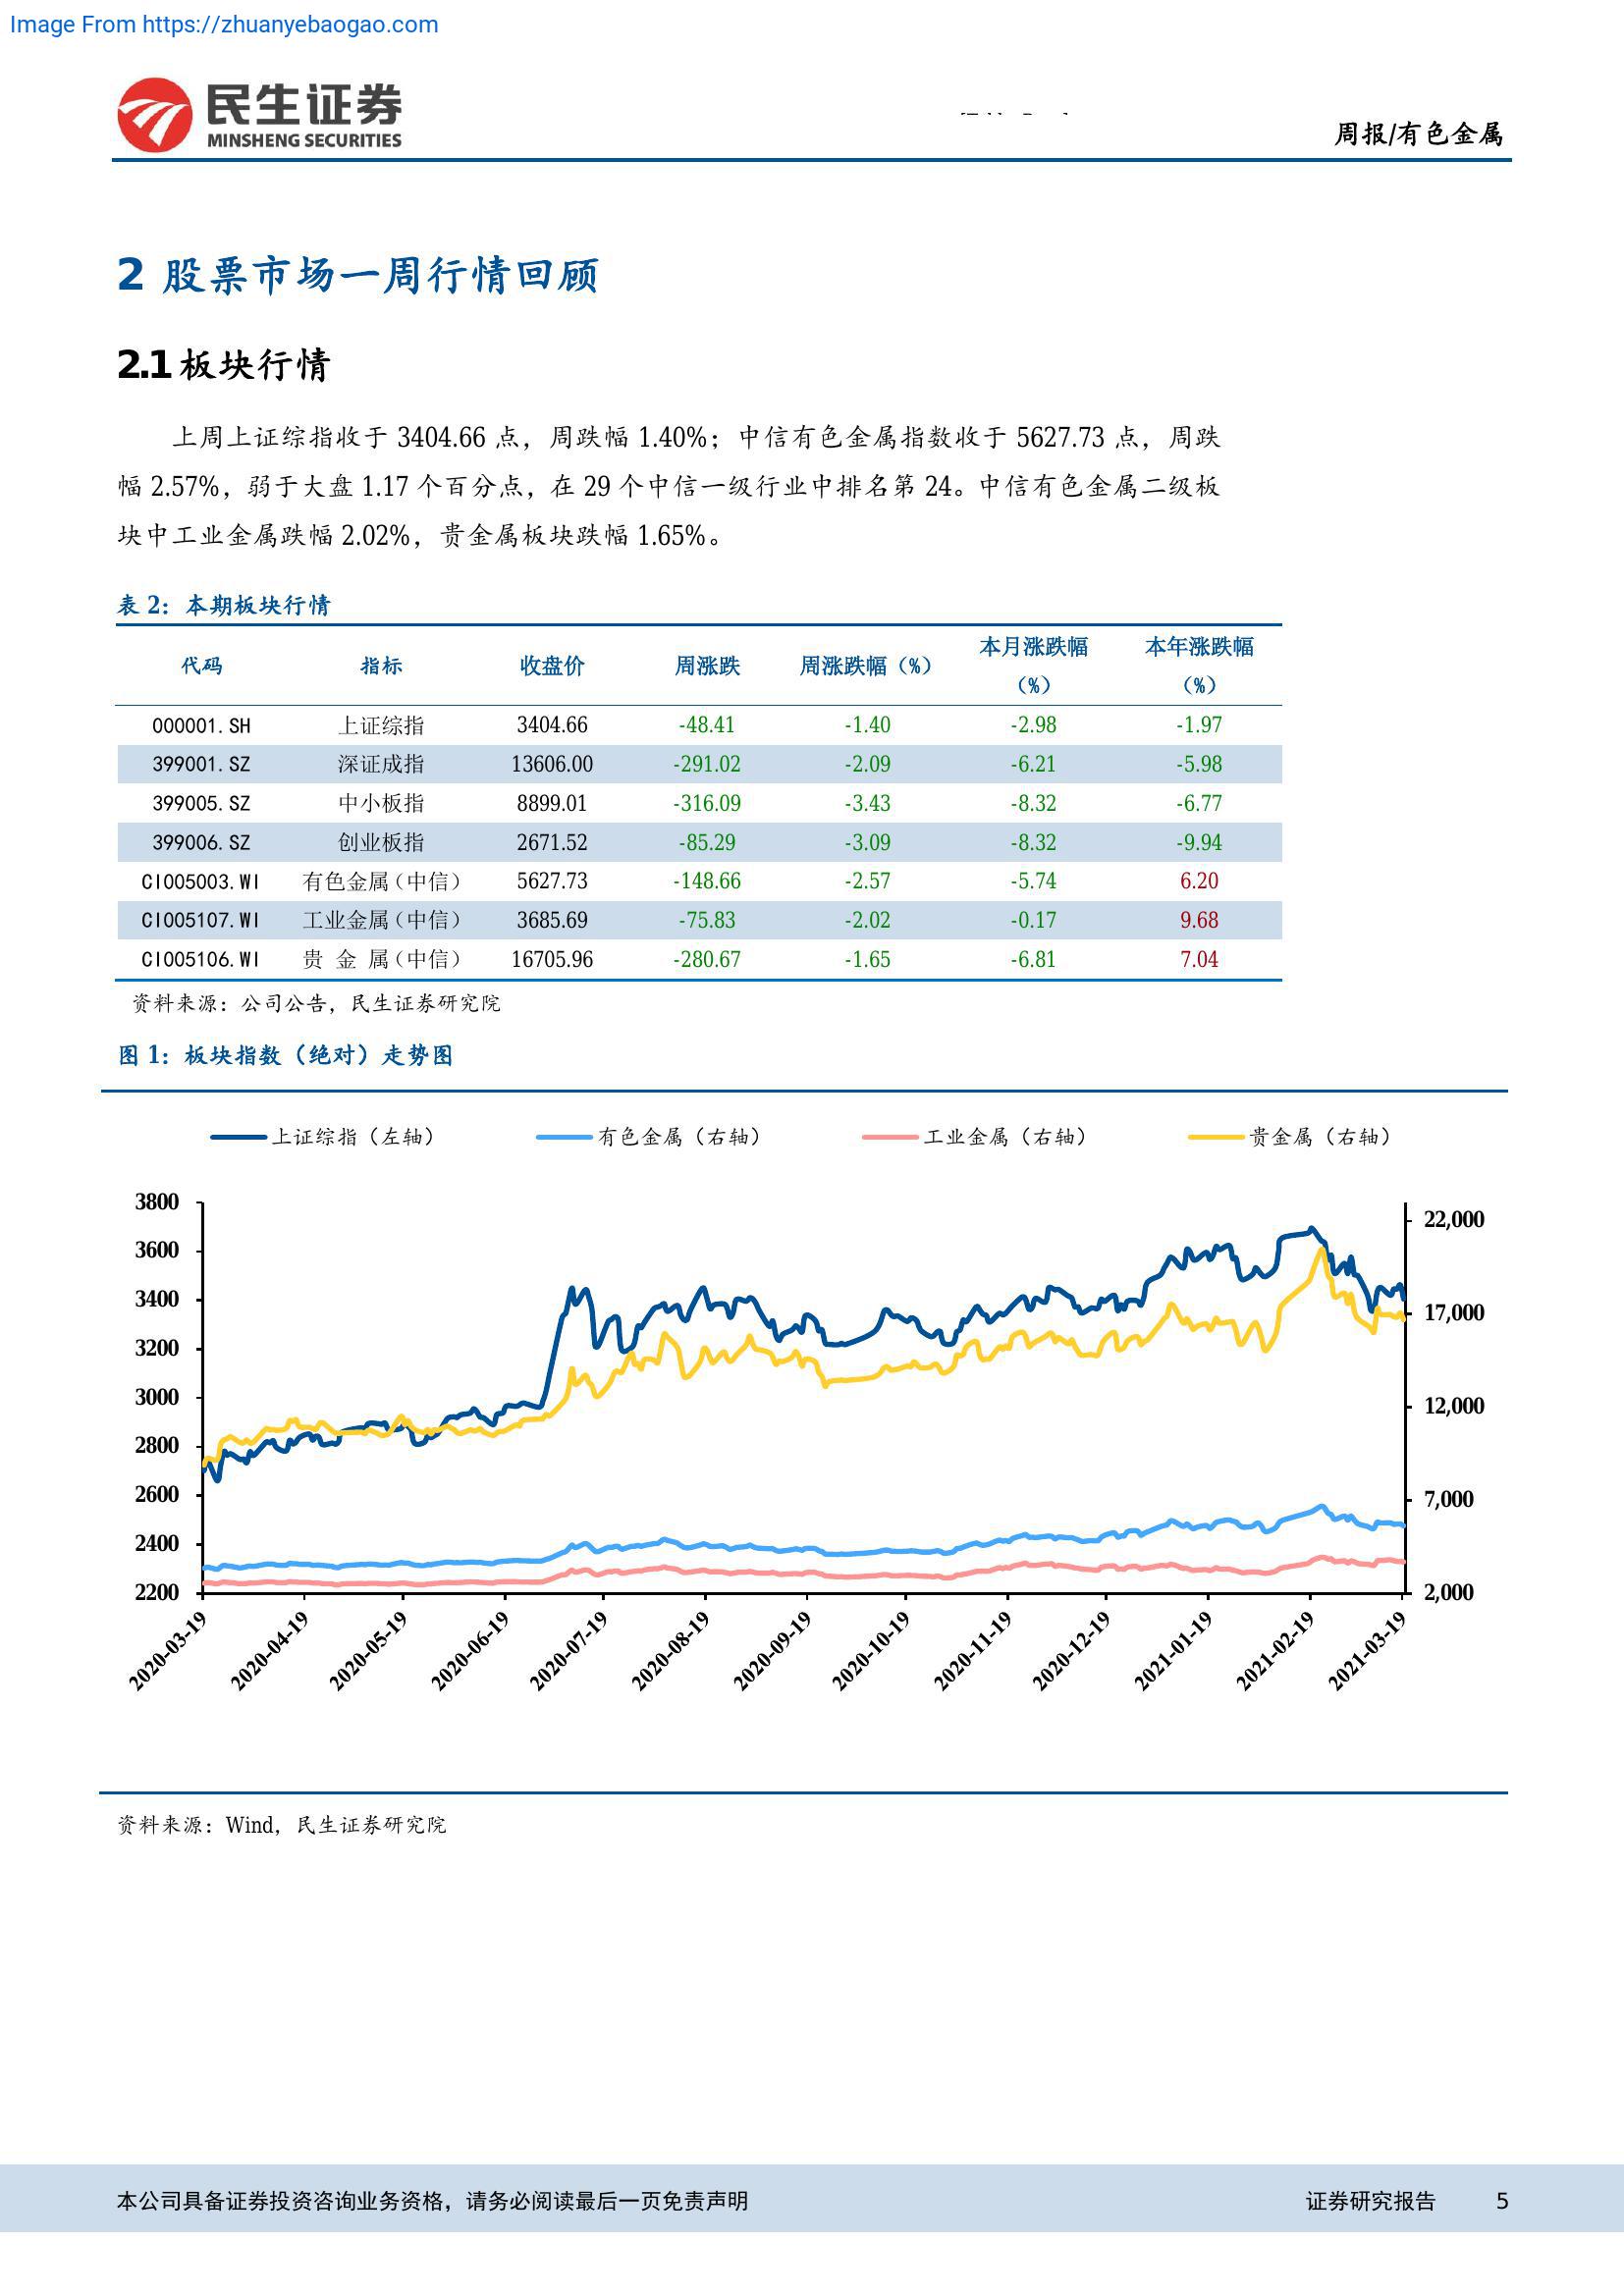 Image From https://zhuanyebaogao.com
民生证券
MINSHENG SECURITIES
周报/有色金属
2 股票市场一周行情回顾
2.1 板块行情
上周上证综指收于 3404.66 点，周跌幅 1.40%；中信有色金属指数收于 5627.73 点，周跌
幅 2.57%，弱于大盘 1.17 个百分点，在 29 个中信一级行业中排名第 24。中信有色金属二级板
块中工业金属跌幅 2.02%，贵金属板块跌幅 1.65%。
表 2：本期板块行情
代码 指标 收盘价 周涨跌 周涨跌幅（%） 本月涨跌幅（%） 本年涨跌幅（%）
000001.SH 上证综指 3404.66 -48.41 -1.40 -2.98 -1.97
399001.SZ 深证成指 13606.00 -291.02 -2.09 -6.21 -5.98
399005.SZ 中小板指 8899.01 -316.09 -3.43 -8.32 -6.77
399006.SZ 创业板指 2671.52 -85.29 -3.09 -8.32 -9.94
CI005003.WI 有色金属（中信） 5627.73 -148.66 -2.57 -5.74 6.20
CI005107.WI 工业金属（中信） 3685.69 -75.83 -2.02 -0.17 9.68
CI005106.WI 贵 金 属（中信） 16705.96 -280.67 -1.65 -6.81 7.04
资料来源：公司公告，民生证券研究院
图 1：板块指数（绝对）走势图
上证综指（左轴） 有色金属（右轴） 工业金属（右轴） 贵金属（右轴）
3800
3600
3400
3200
3000
2800
2600
2400
2200
22,000
17,000
12,000
7,000
2,000
2020-03-19
2020-04-19
2020-05-19
2020-06-19
2020-07-19
2020-08-19
2020-09-19
2020-10-19
2020-11-19
2020-12-19
2021-01-19
2021-02-19
2021-03-19
资料来源：Wind，民生证券研究院
本公司具备证券投资咨询业务资格，请务必阅读最后一页免责声明 证券研究报告 5